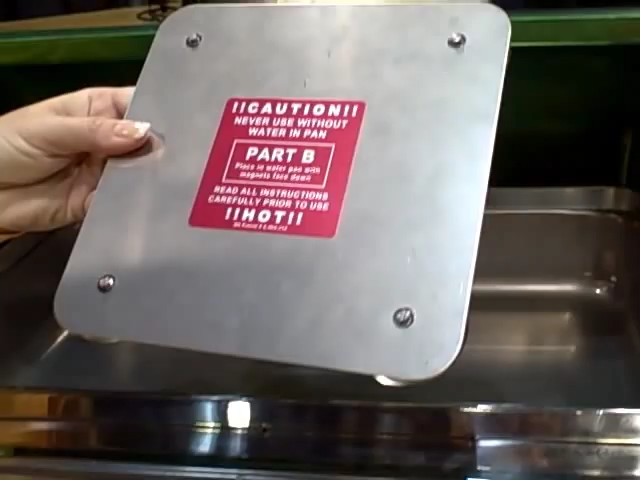 !!CAUTION!!
NEVER USE WITHOUT
WATER IN PAN
PART B
Place in water pan with
magnets face down
READ ALL INSTRUCTIONS
CAREFULLY PRIOR TO USE
!!HOT!!